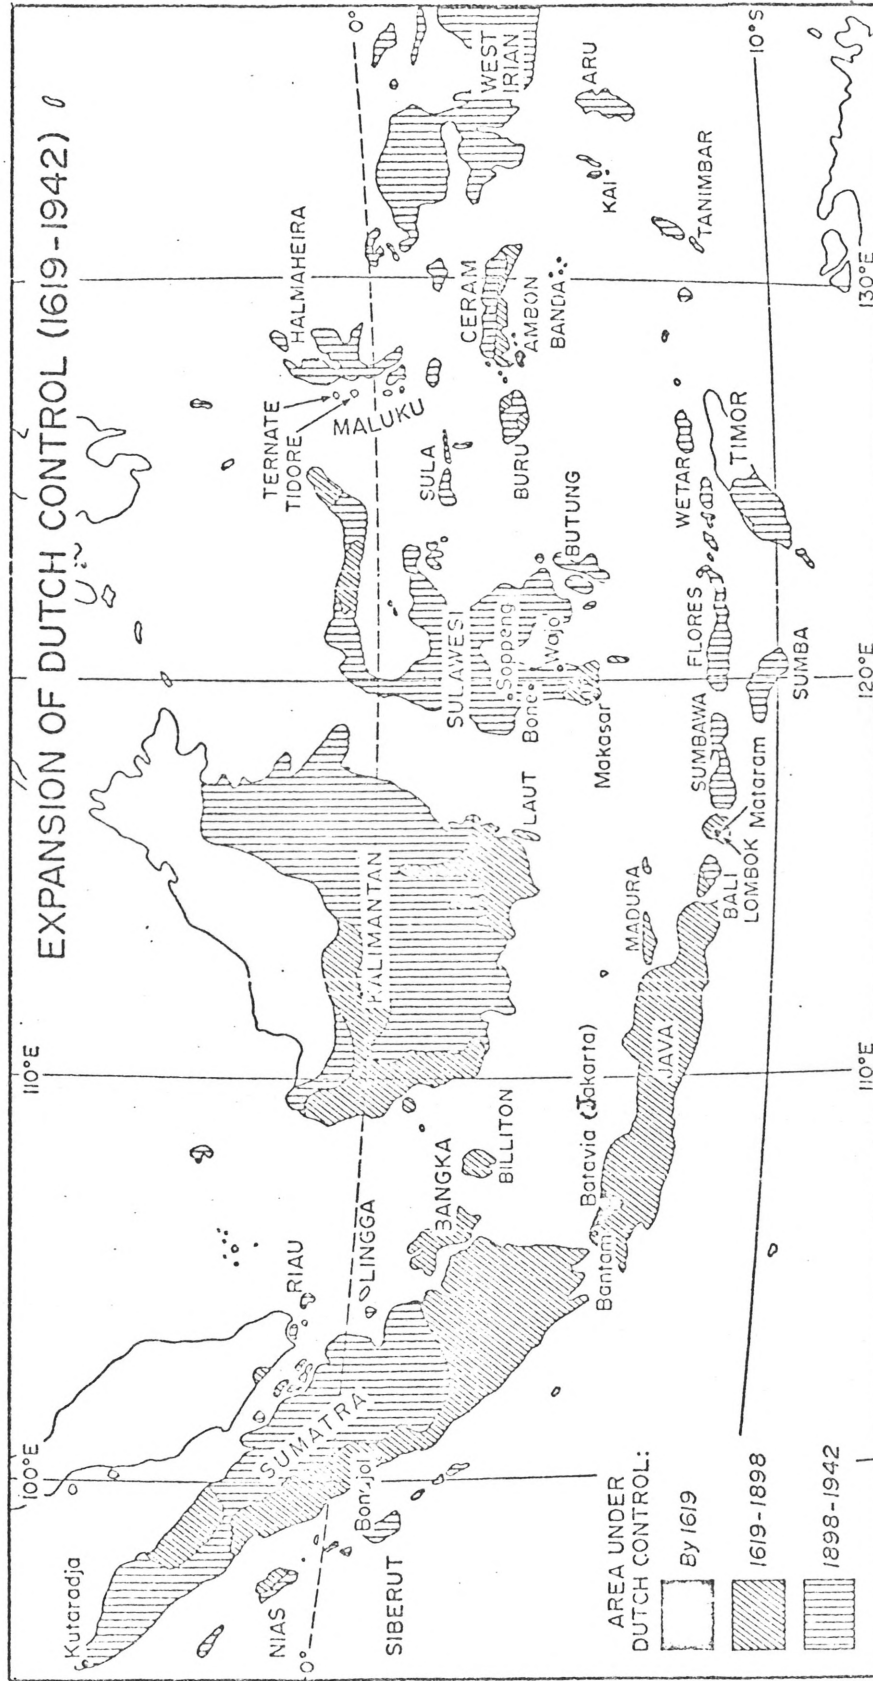 EXPANSION OF DUTCH CONTROL (1619-1942)
100°E
110°E
0°
Kutaradja
SUMATRA
Bonjol
NIAS
SIBERUT
0°
RIAU
LINGGA
BANGKA
BILLITON
KALIMANTAN
LAUT
Batavia (Jakarta)
Bantam
JAVA
MADURA
BALI
LOMBOK
Mataram
SUMBAWA
FLORES
SUMBA
WETAR
TIMOR
SULAWESI
Soppeng
Bone
Wajo
Makasar
BUTUNG
TERNATE
TIDORE
HALMAHEIRA
MALUKU
SULA
BURU
CERAM
AMBON
BANDA
WEST
IRIAN
ARU
KAI
TANIMBAR
10°S
110°E
120°E
130°E
AREA UNDER
DUTCH CONTROL:
By 1619
1619-1898
1898-1942